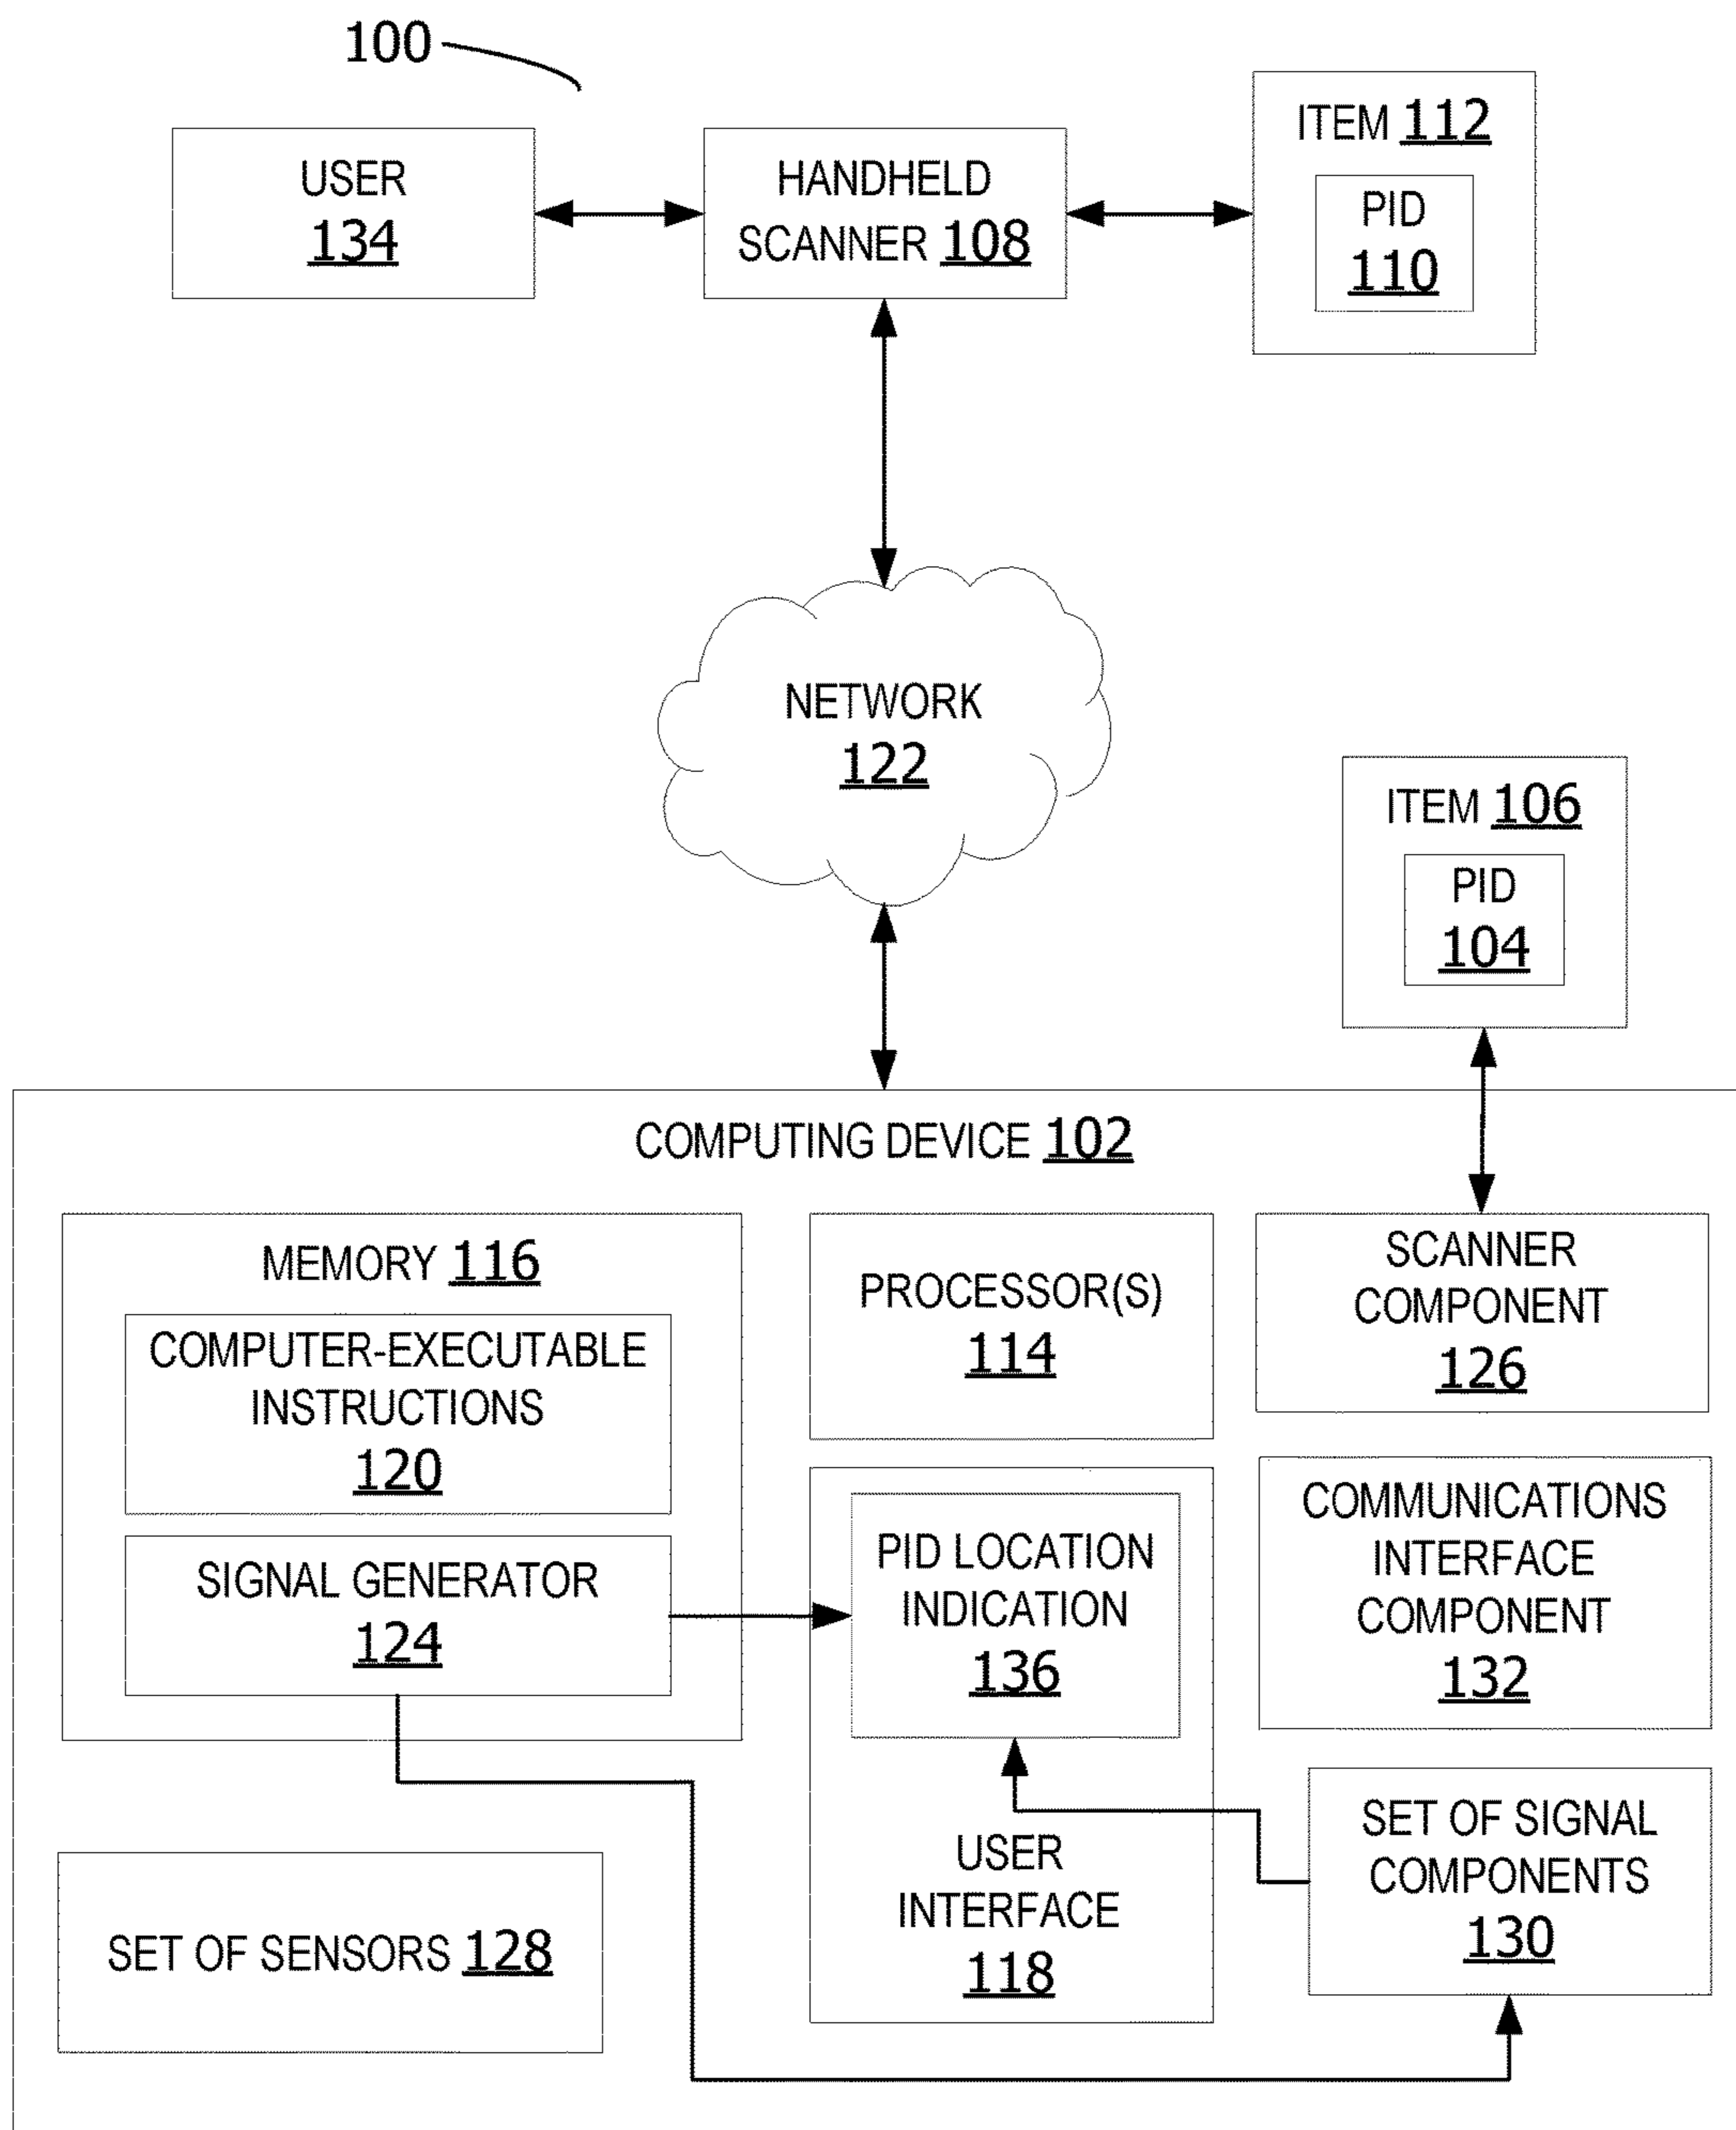 100
USER
134
HANDHELD
SCANNER 108
ITEM 112
PID
110
NETWORK
122
ITEM 106
PID
104
COMPUTING DEVICE 102
MEMORY 116
COMPUTER-EXECUTABLE
INSTRUCTIONS
120
SIGNAL GENERATOR
124
PROCESSOR(S)
114
SCANNER
COMPONENT
126
PID LOCATION
INDICATION
136
USER
INTERFACE
118
COMMUNICATIONS
INTERFACE
COMPONENT
132
SET OF SIGNAL
COMPONENTS
130
SET OF SENSORS 128